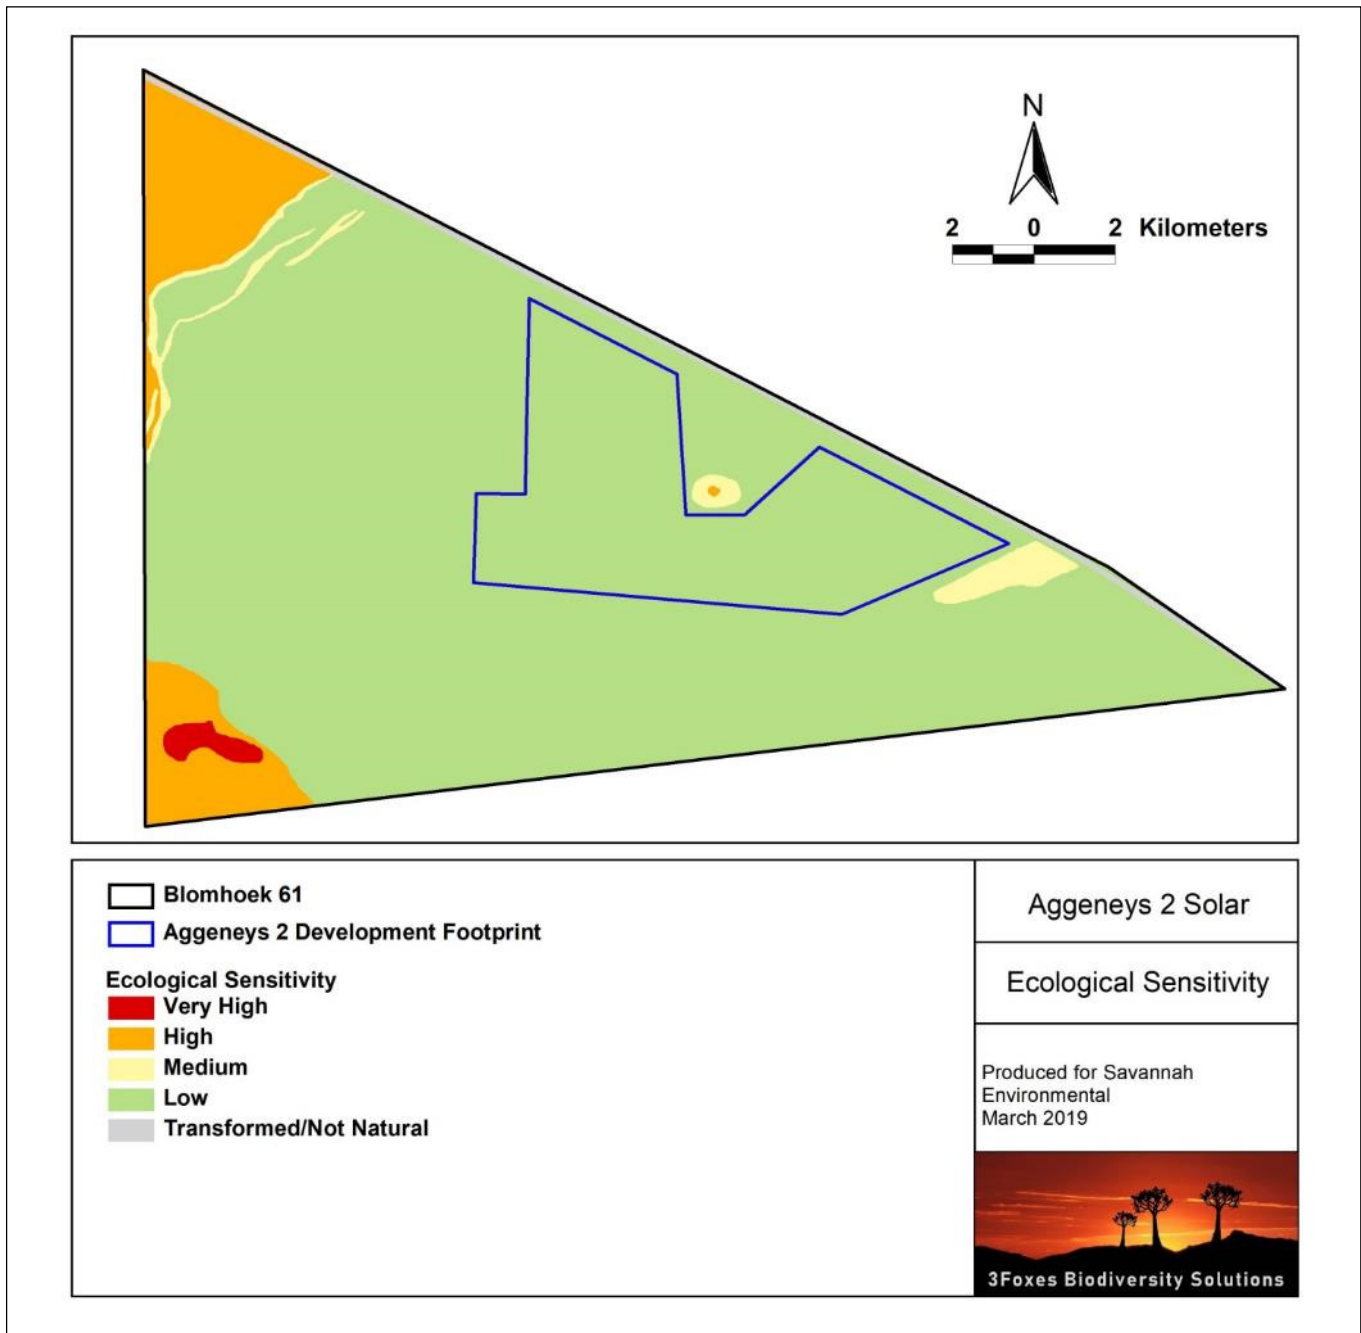 N
2 0 2 Kilometers
Blomhoek 61
Aggeneys 2 Development Footprint
Ecological Sensitivity
Very High
High
Medium
Low
Transformed/Not Natural
Aggeneys 2 Solar
Ecological Sensitivity
Produced for Savannah
Environmental
March 2019
3Foxes Biodiversity Solutions